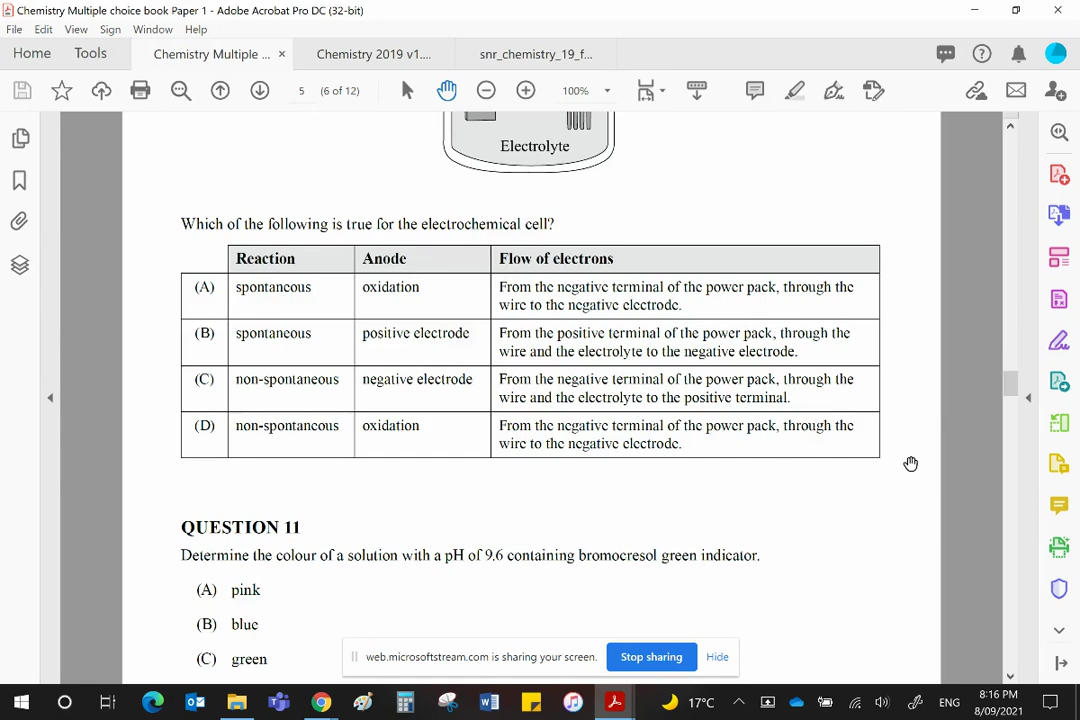 Chemistry Multiple choice book Paper 1 - Adobe Acrobat Pro DC (32-bit)
File Edit View Sign Window Help
Home Tools Chemistry Multiple ... × Chemistry 2019 v1.... snr_chemistry_19_f...
5 (6 of 12) 100%
Electrolyte
Which of the following is true for the electrochemical cell?
Reaction Anode Flow of electrons
(A) spontaneous oxidation From the negative terminal of the power pack, through the
wire to the negative electrode.
(B) spontaneous positive electrode From the positive terminal of the power pack, through the
wire and the electrolyte to the negative electrode.
(C) non-spontaneous negative electrode From the negative terminal of the power pack, through the
wire and the electrolyte to the positive terminal.
(D) non-spontaneous oxidation From the negative terminal of the power pack, through the
wire to the negative electrode.
QUESTION 11
Determine the colour of a solution with a pH of 9.6 containing bromocresol green indicator.
(A) pink
(B) blue
(C) green
web.microsoftstream.com is sharing your screen. Stop sharing Hide
17°C ENG 8:16 PM
8/09/2021